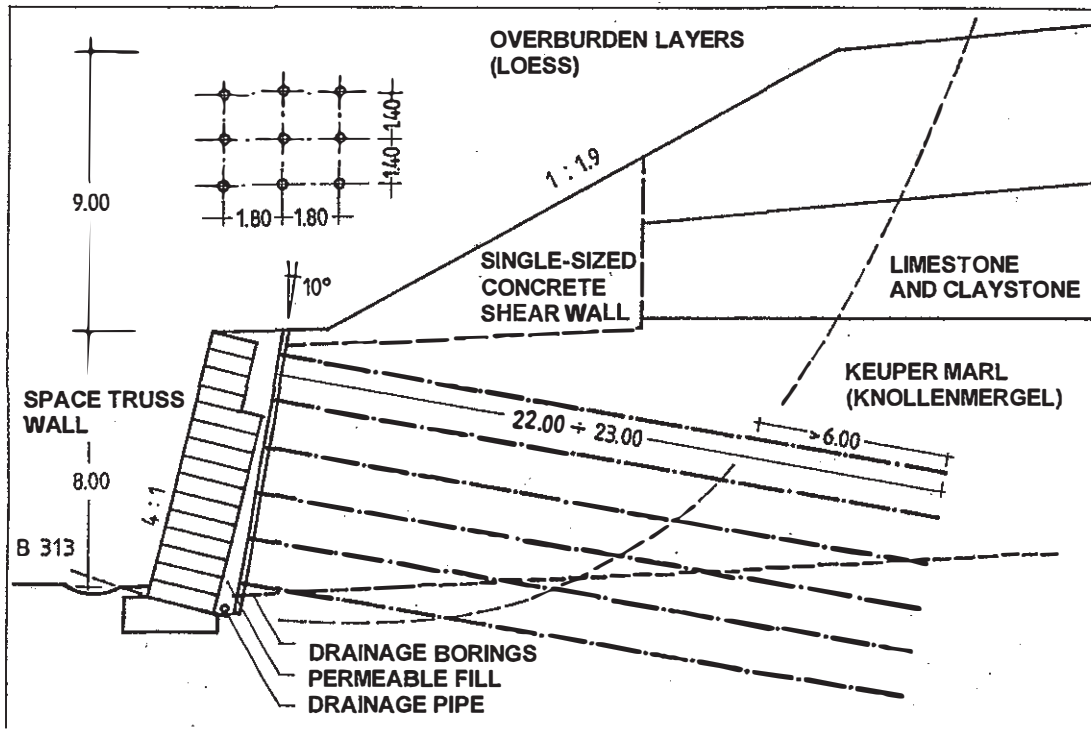 OVERBURDEN LAYERS
(LOESS)
1.40
1.40
9.00
1.80
1.80
1 : 1.9
10°
SINGLE-SIZED
CONCRETE
SHEAR WALL
LIMESTONE
AND CLAYSTONE
KEUPER MARL
(KNOLLENMERGEL)
SPACE TRUSS
WALL
22.00 ÷ 23.00
>6.00
8.00
4 : 1
B 313
DRAINAGE BORINGS
PERMEABLE FILL
DRAINAGE PIPE